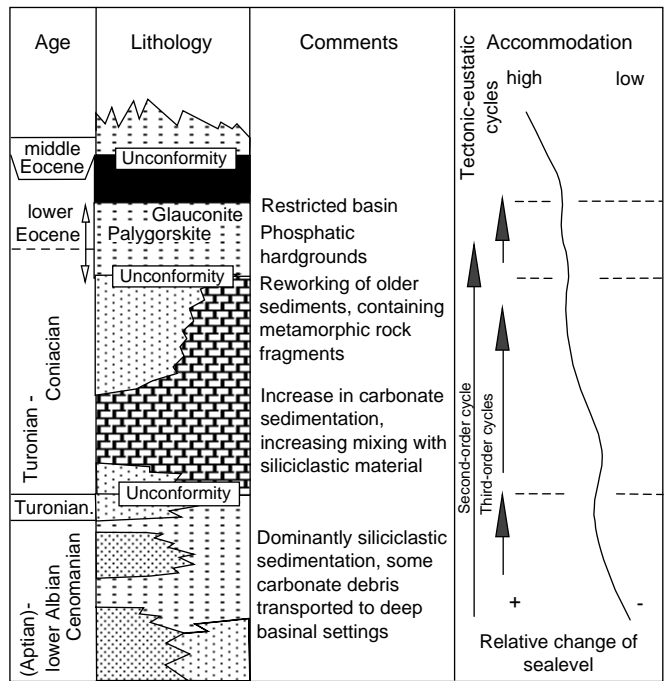 Age
Lithology
Comments
Accommodation
high
low
Tectonic-eustatic
cycles
middle
Eocene
Unconformity
lower
Eocene
Glauconite
Palygorskite
Restricted basin
Phosphatic
hardgrounds
Unconformity
Reworking of older
sediments, containing
metamorphic rock
fragments
Turonian -
Coniacian
Increase in carbonate
sedimentation,
increasing mixing with
siliciclastic material
Unconformity
Turonian.
(Aptian)-
lower Albian
Cenomanian
Dominantly siliciclastic
sedimentation, some
carbonate debris
transported to deep
basinal settings
Second-order cycle
Third-order cycles
+
-
Relative change of
sealevel